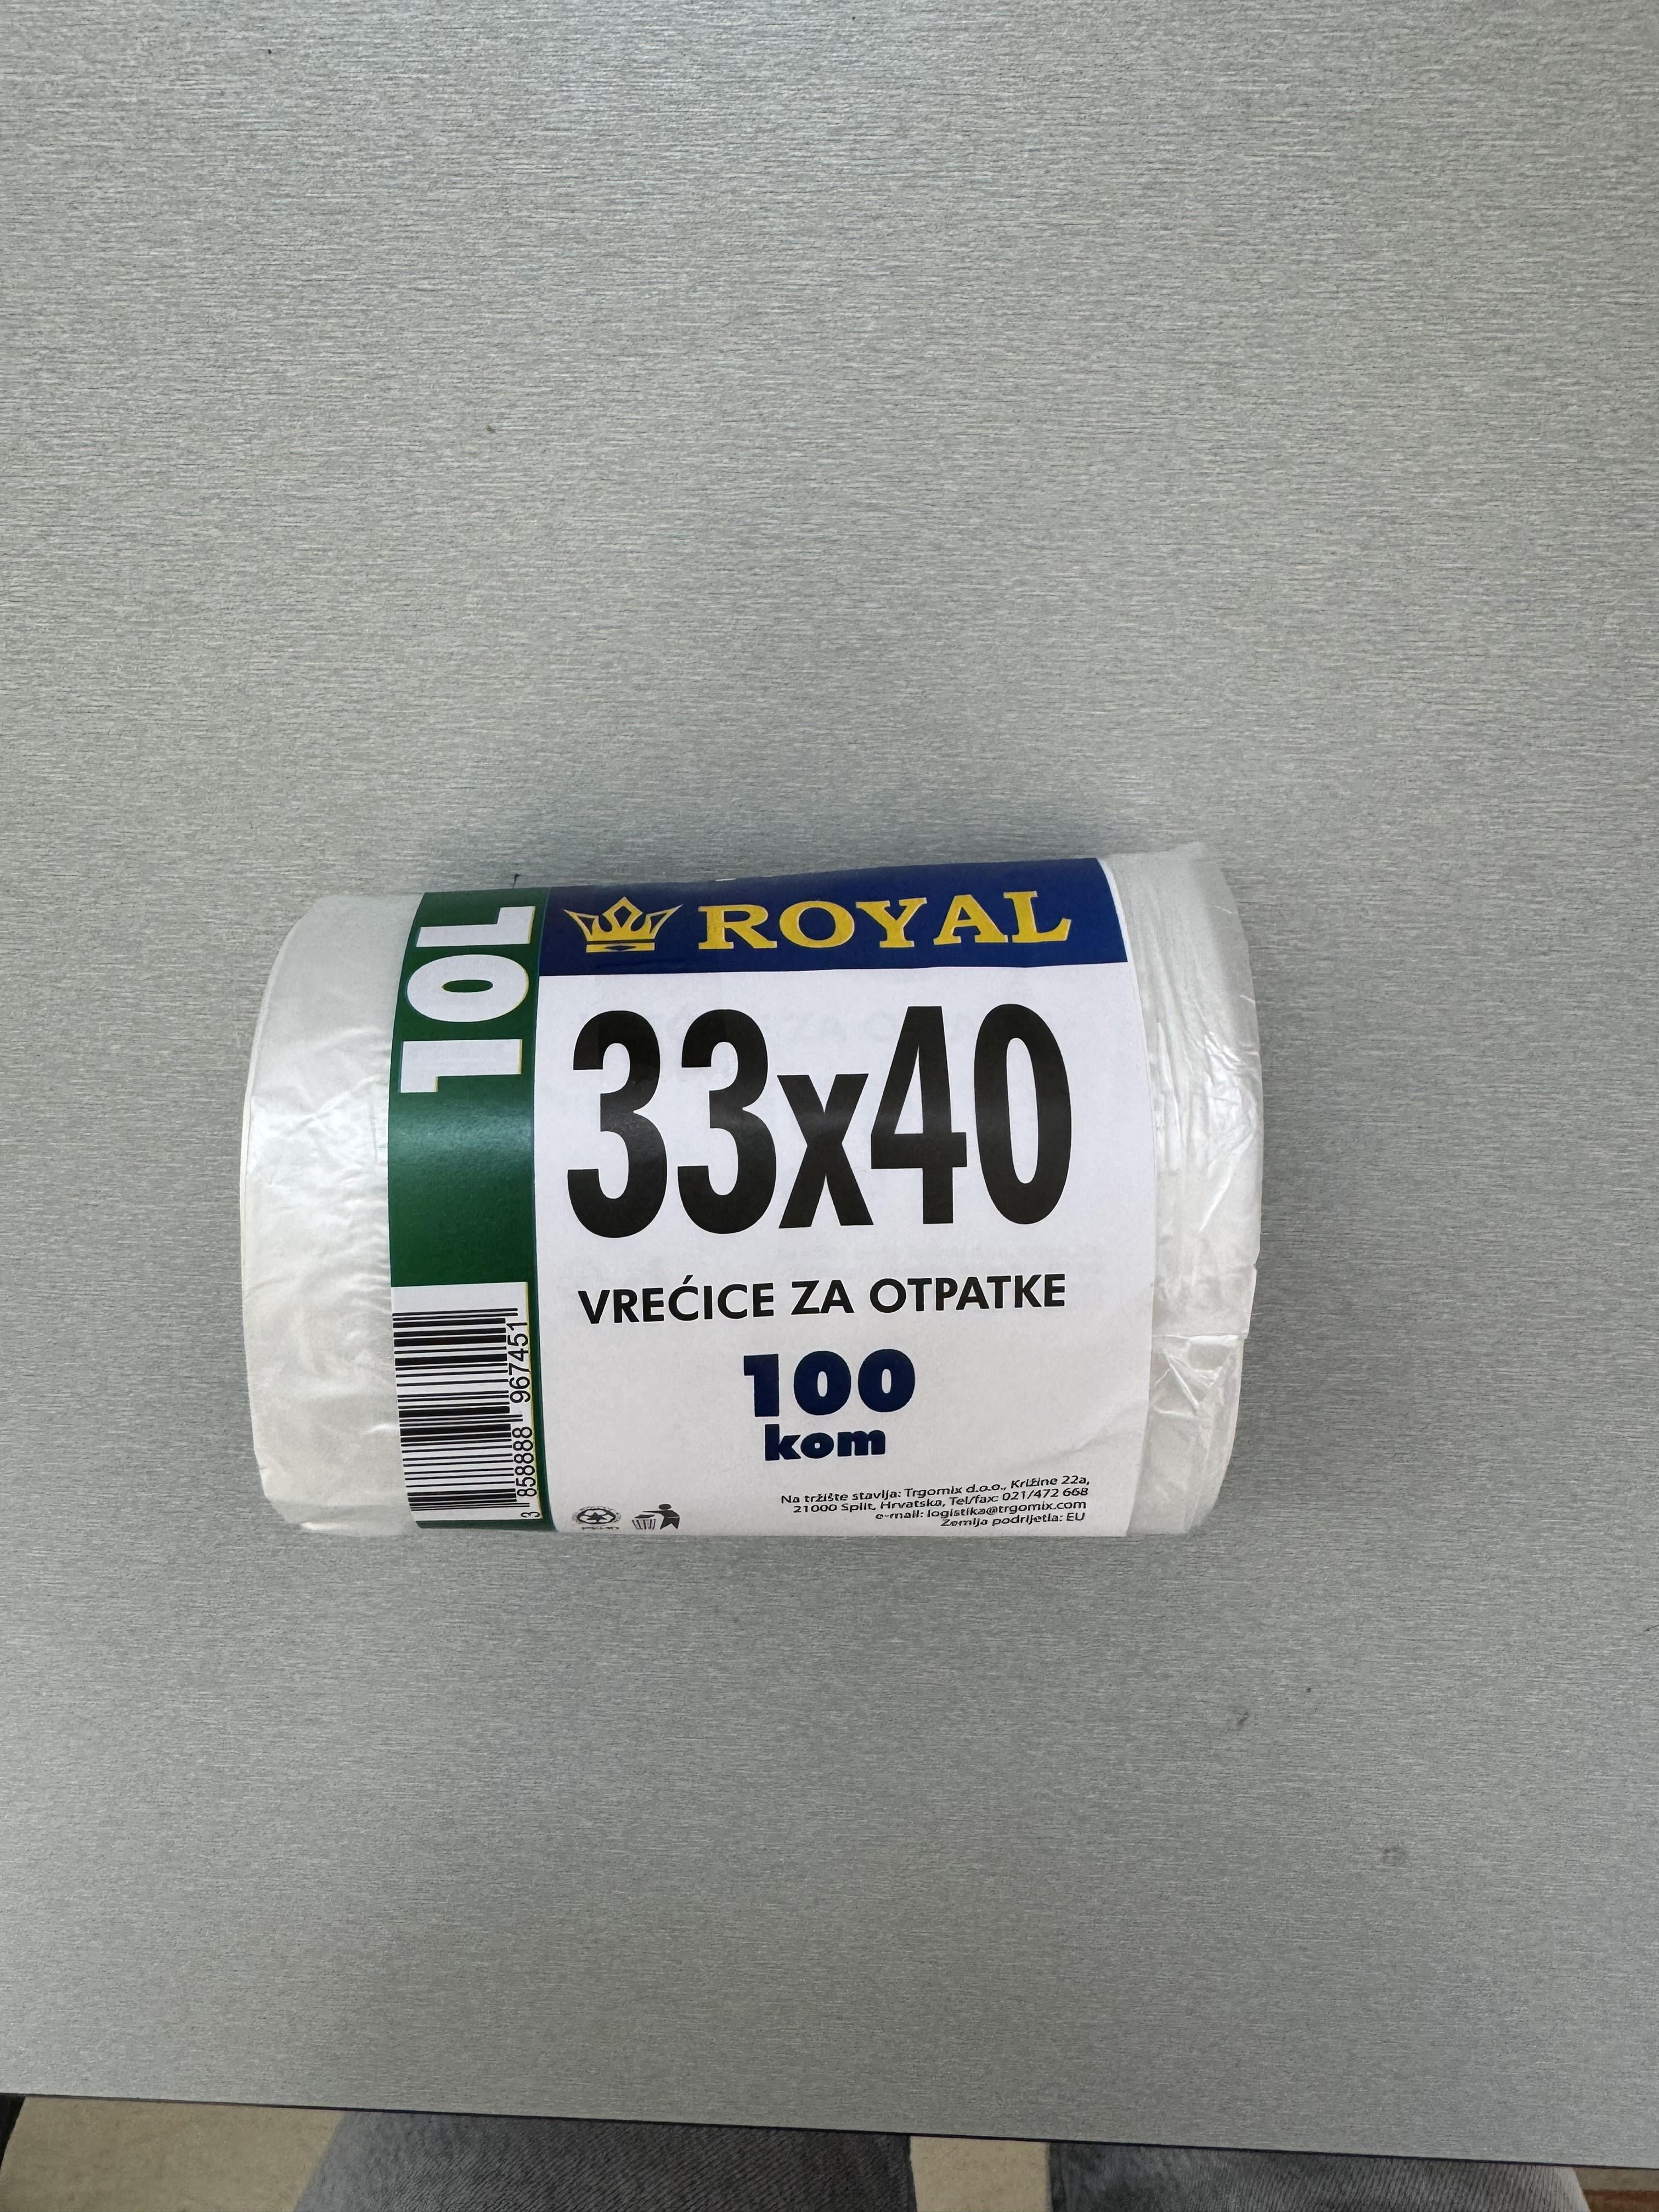 10L
ROYAL
33x40
VREĆICE ZA OTPATKE
100
kom
Na tržište stavlja: Trgomix d.o.o., Križine 22a,
21000 Split, Hrvatska, Tel/fax: 021/472 668
e-mail: logistika@trgomix.com
Zemlja podrijetla: EU
3 858888 967451